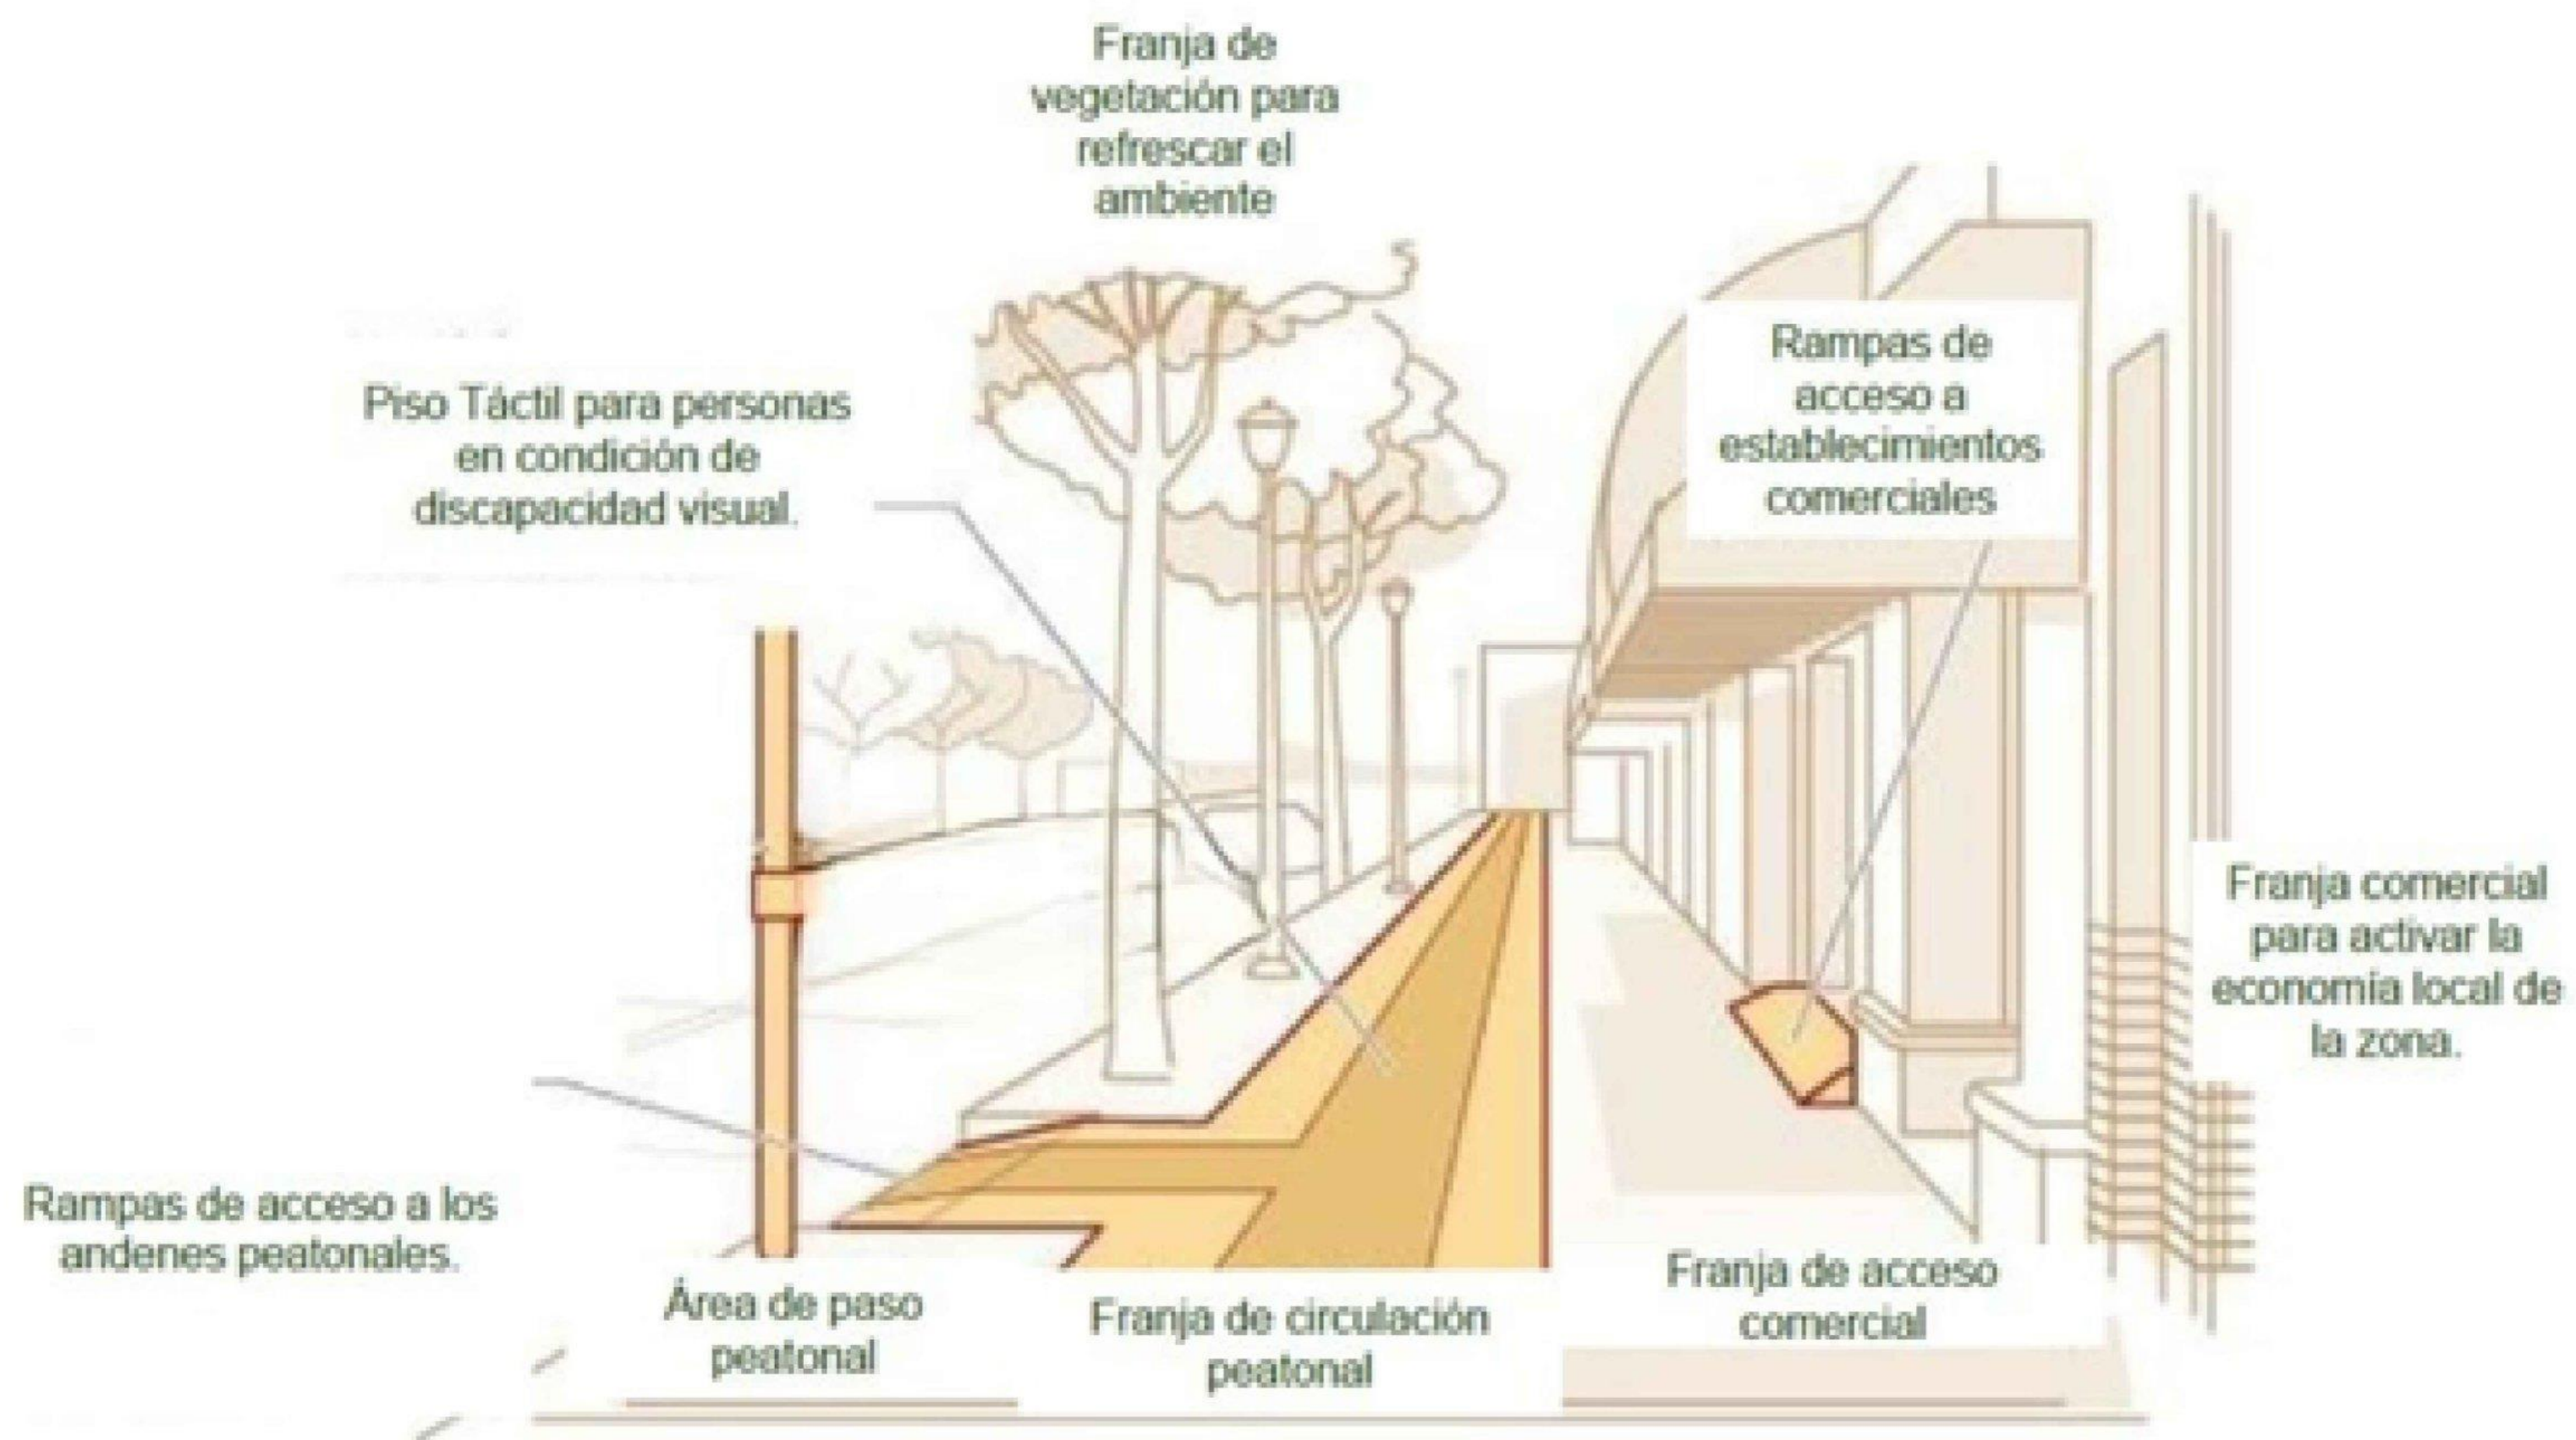 Franja de
vegetación para
refrescar el
ambiente
Rampas de
acceso a
establecimientos
comerciales
Piso Táctil para personas
en condición de
discapacidad visual.
Franja comercial
para activar la
economia local de
la zona.
Rampas de acceso a los
andenes peatonales.
Área de paso
peatonal
Franja de circulación
peatonal
Franja de acceso
comercial